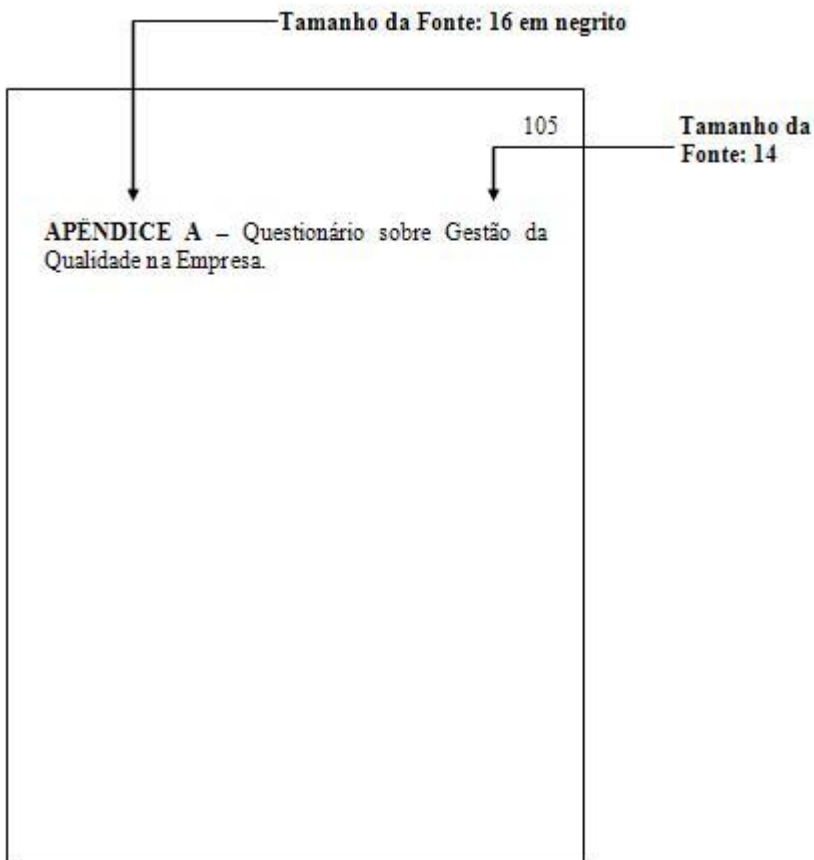 Tamanho da Fonte: 16 em negrito
105
Tamanho da
Fonte: 14
APÊNDICE A – Questionário sobre Gestão da
Qualidade na Empresa.